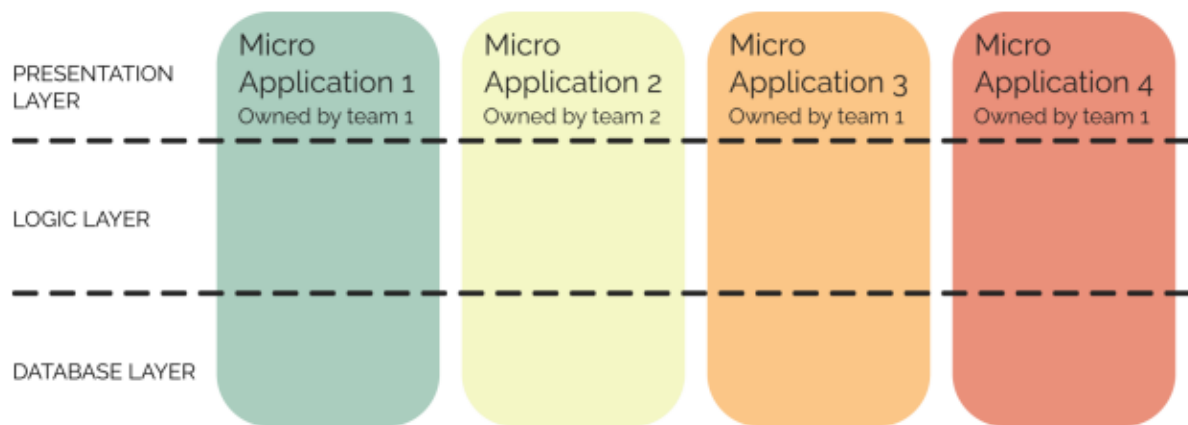 PRESENTATION
LAYER
Micro
Application 1
Owned by team 1
Micro
Application 2
Owned by team 2
Micro
Application 3
Owned by team 1
Micro
Application 4
Owned by team 1
LOGIC LAYER
DATABASE LAYER